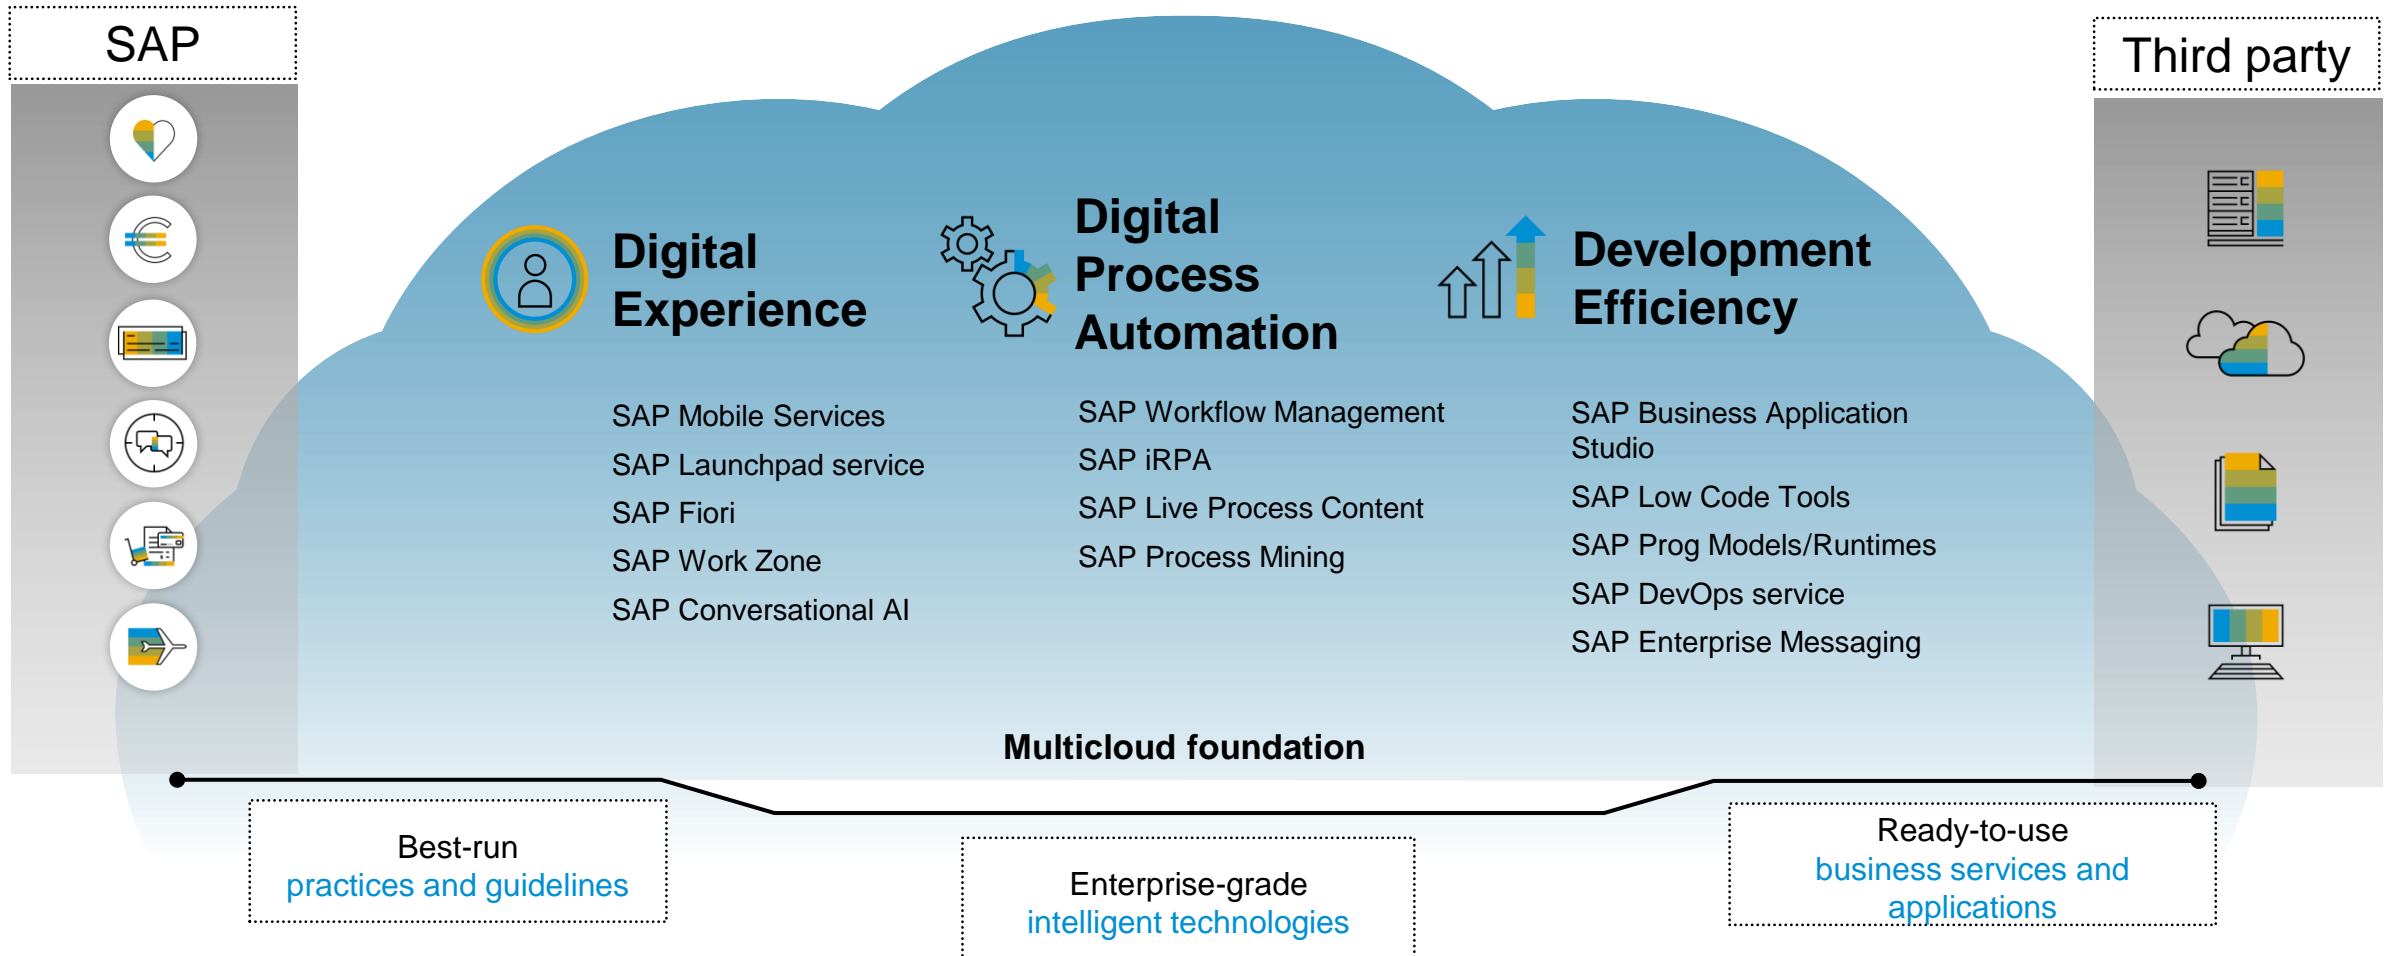 SAP
Third party
Digital
Experience
SAP Mobile Services
SAP Launchpad service
SAP Fiori
SAP Work Zone
SAP Conversational AI
Digital
Process
Automation
SAP Workflow Management
SAP iRPA
SAP Live Process Content
SAP Process Mining
Development
Efficiency
SAP Business Application
Studio
SAP Low Code Tools
SAP Prog Models/Runtimes
SAP DevOps service
SAP Enterprise Messaging
Multicloud foundation
Best-run
practices and guidelines
Enterprise-grade
intelligent technologies
Ready-to-use
business services and
applications